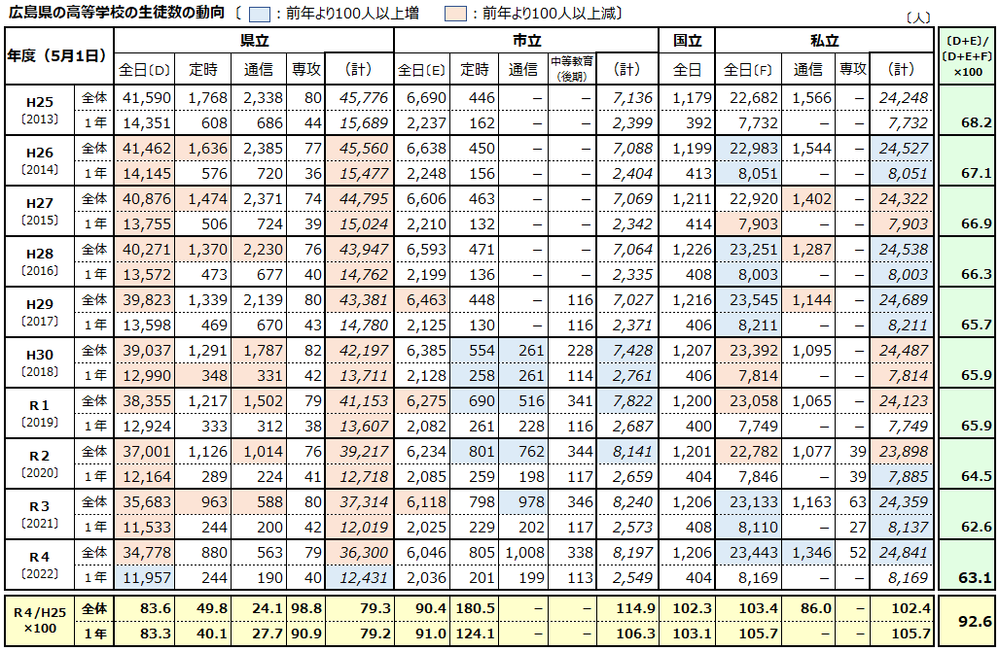 広島県の高等学校の生徒数の動向 〔 ：前年より100人以上増 ：前年より100人以上減〕
〔人〕
年度（5月1日） 県立 市立 国立 私立 〔D+E〕/〔D+E+F〕×100
全日〔D〕 定時 通信 専攻 （計） 全日〔E〕 定時 通信 中等教育（後期） （計） 全日 全日〔F〕 通信 専攻 （計）
H25〔2013〕 全体 41,590 1,768 2,338 80 45,776 6,690 446 － － 7,136 1,179 22,682 1,566 － 24,248 68.2
1年 14,351 608 686 44 15,689 2,237 162 － － 2,399 392 7,732 － － 7,732
H26〔2014〕 全体 41,462 1,636 2,385 77 45,560 6,638 450 － － 7,088 1,199 22,983 1,544 － 24,527 67.1
1年 14,145 576 720 36 15,477 2,248 156 － － 2,404 413 8,051 － － 8,051
H27〔2015〕 全体 40,876 1,474 2,371 74 44,795 6,606 463 － － 7,069 1,211 22,920 1,402 － 24,322 66.9
1年 13,755 506 724 39 15,024 2,210 132 － － 2,342 414 7,903 － － 7,903
H28〔2016〕 全体 40,271 1,370 2,230 76 43,947 6,593 471 － － 7,064 1,226 23,251 1,287 － 24,538 66.3
1年 13,572 473 677 40 14,762 2,199 136 － － 2,335 408 8,003 － － 8,003
H29〔2017〕 全体 39,823 1,339 2,139 80 43,381 6,463 448 － 116 7,027 1,216 23,545 1,144 － 24,689 65.7
1年 13,598 469 670 43 14,780 2,125 130 － 116 2,371 406 8,211 － － 8,211
H30〔2018〕 全体 39,037 1,291 1,787 82 42,197 6,385 554 261 228 7,428 1,207 23,392 1,095 － 24,487 65.9
1年 12,990 348 331 42 13,711 2,128 258 261 114 2,761 406 7,814 － － 7,814
R1〔2019〕 全体 38,355 1,217 1,502 79 41,153 6,275 690 516 341 7,822 1,200 23,058 1,065 － 24,123 65.9
1年 12,924 333 312 38 13,607 2,082 261 228 116 2,687 400 7,749 － － 7,749
R2〔2020〕 全体 37,001 1,126 1,014 76 39,217 6,234 801 762 344 8,141 1,201 22,782 1,077 39 23,898 64.5
1年 12,164 289 224 41 12,718 2,085 259 198 117 2,659 404 7,846 － 39 7,885
R3〔2021〕 全体 35,683 963 588 80 37,314 6,118 798 978 346 8,240 1,206 23,133 1,163 63 24,359 62.6
1年 11,533 244 200 42 12,019 2,025 229 202 117 2,573 408 8,110 － 27 8,137
R4〔2022〕 全体 34,778 880 563 79 36,300 6,046 805 1,008 338 8,197 1,206 23,443 1,346 52 24,841 63.1
1年 11,957 244 190 40 12,431 2,036 201 199 113 2,549 404 8,169 － － 8,169
R4/H25×100 全体 83.6 49.8 24.1 98.8 79.3 90.4 180.5 － － 114.9 102.3 103.4 86.0 － 102.4 92.6
1年 83.3 40.1 27.7 90.9 79.2 91.0 124.1 － － 106.3 103.1 105.7 － － 105.7